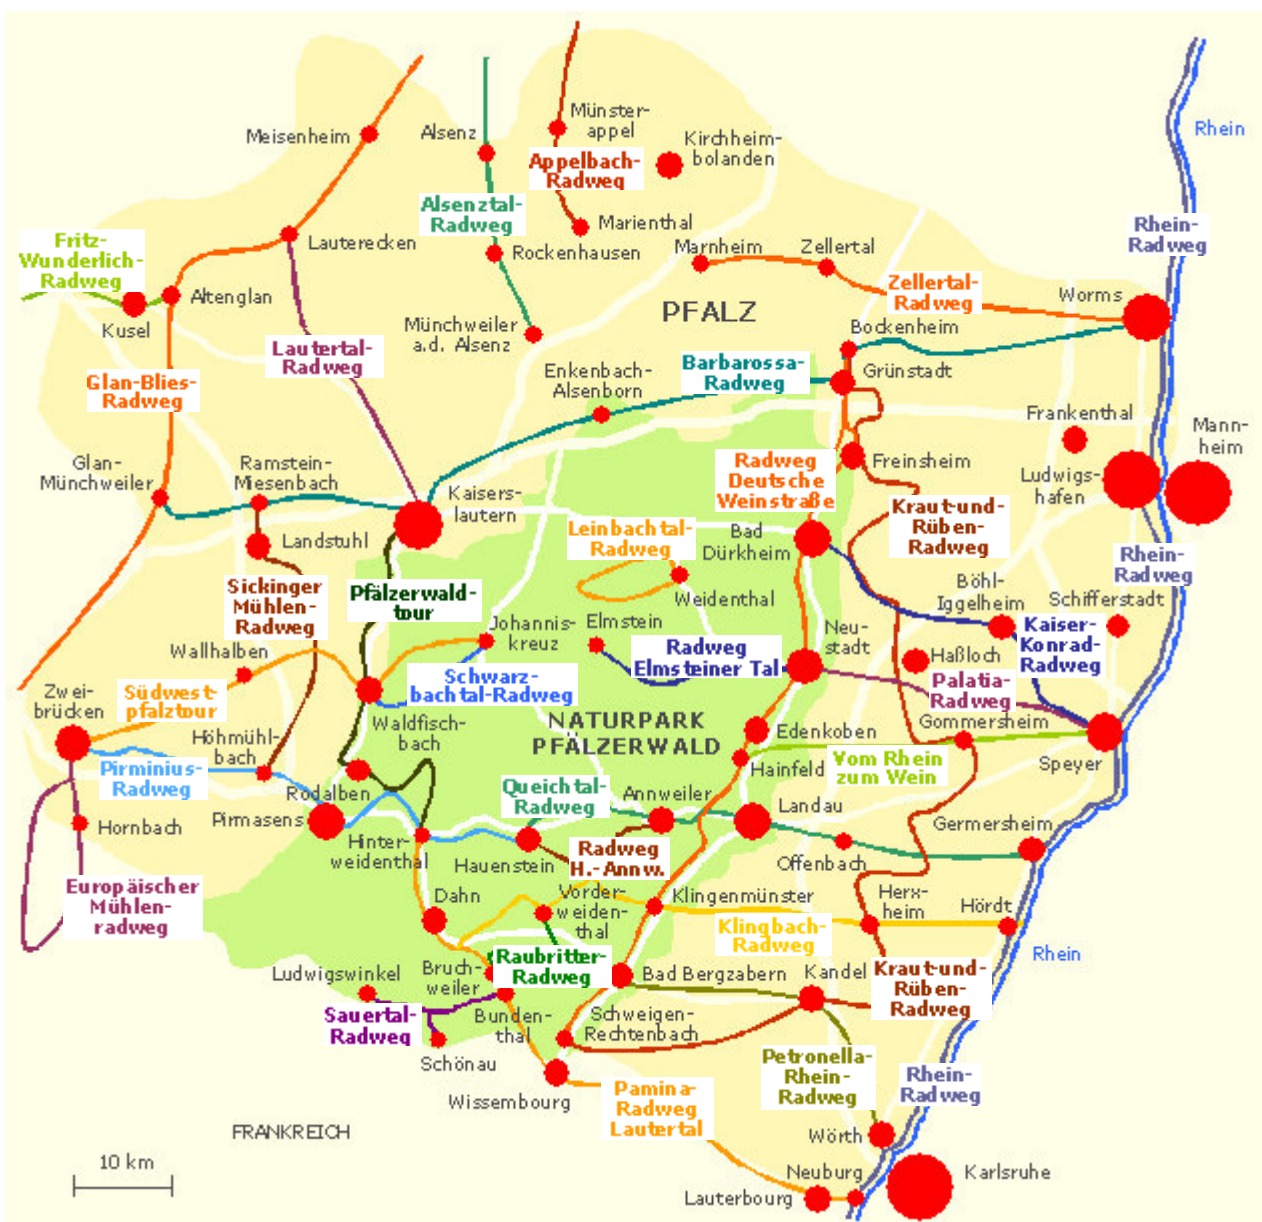 Münster-
appel
Kirchheim-
bolanden
Meisenheim
Alsenz
Rhein
Appelbach-
Radweg
Alsenztal-
Radweg
Marienthal
Rhein-
Radweg
Fritz-
Wunderlich-
Radweg
Lauterecken
Rockenhausen
Marnheim
Zellertal
Altenglan
Kusel
Zellertal-
Radweg
Worms
PFALZ
Münchweiler
a.d. Alsenz
Bockenheim
Lautertal-
Radweg
Barbarossa-
Radweg
Grünstadt
Enkenbach-
Alsenborn
Glan-Blies-
Radweg
Frankenthal
Mann-
heim
Glan-
Münchweiler
Ramstein-
Miesenbach
Radweg
Deutsche
Weinstraße
Freinsheim
Ludwigs-
hafen
Kaisers-
lautern
Kraut-und-
Rüben-
Radweg
Landstuhl
Leinbachtal-
Radweg
Bad
Dürkheim
Rhein-
Radweg
Sickinger
Mühlen-
Radweg
Pfälzerwald-
tour
Weidenthal
Böhl-
Iggelheim
Schifferstadt
Johannis-
kreuz
Elmstein
Neu-
stadt
Kaiser-
Konrad-
Radweg
Wallhalben
Radweg
Elmsteiner Tal
Haßloch
Zwei-
brücken
Südwest-
pfalztour
Schwarz-
bachtal-Radweg
Palatia-
Radweg
Waldfisch-
bach
NATURPARK
PFÄLZERWALD
Edenkoben
Gommersheim
Höhmühl-
bach
Pirminius-
Radweg
Hainfeld
Vom Rhein
zum Wein
Speyer
Rodalben
Queichtal-
Radweg
Annweiler
Landau
Pirmasens
Hornbach
Hinter-
weidenthal
Hauenstein
Radweg
H.-Annw.
Offenbach
Germersheim
Europäischer
Mühlen-
radweg
Dahn
Vorder-
weiden-
thal
Klingenmünster
Herx-
heim
Hördt
Klingbach-
Radweg
Rhein
Ludwigswinkel
Bruch-
weiler
Raubritter-
Radweg
Bad Bergzabern
Kandel
Kraut-und-
Rüben-
Radweg
Sauertal-
Radweg
Bunden-
thal
Schweigen-
Rechtenbach
Schönau
Petronella-
Rhein-
Radweg
Rhein-
Radweg
Wissembourg
Pamina-
Radweg
Lautertal
FRANKREICH
Wörth
10 km
Neuburg
Karlsruhe
Lauterbourg